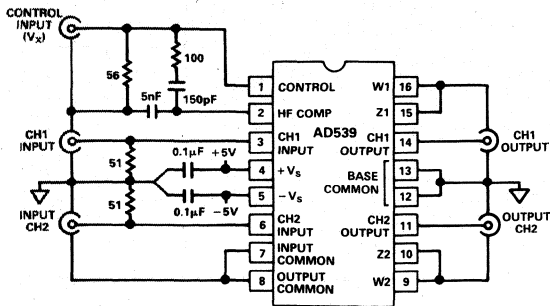 CONTROL
INPUT
(Vx)
56
100
5nF
150pF
CH1
INPUT
51
0.1μF +5V
51
0.1μF −5V
INPUT
CH2
1 CONTROL
2 HF COMP
3 CH1
INPUT
4 +Vs
5 −Vs
6 CH2
INPUT
7 INPUT
COMMON
8 OUTPUT
COMMON
AD539
W1 16
Z1 15
CH1 14
OUTPUT
BASE 13
COMMON 12
CH2 11
OUTPUT
Z2 10
W2 9
CH1
OUTPUT
OUTPUT
CH2